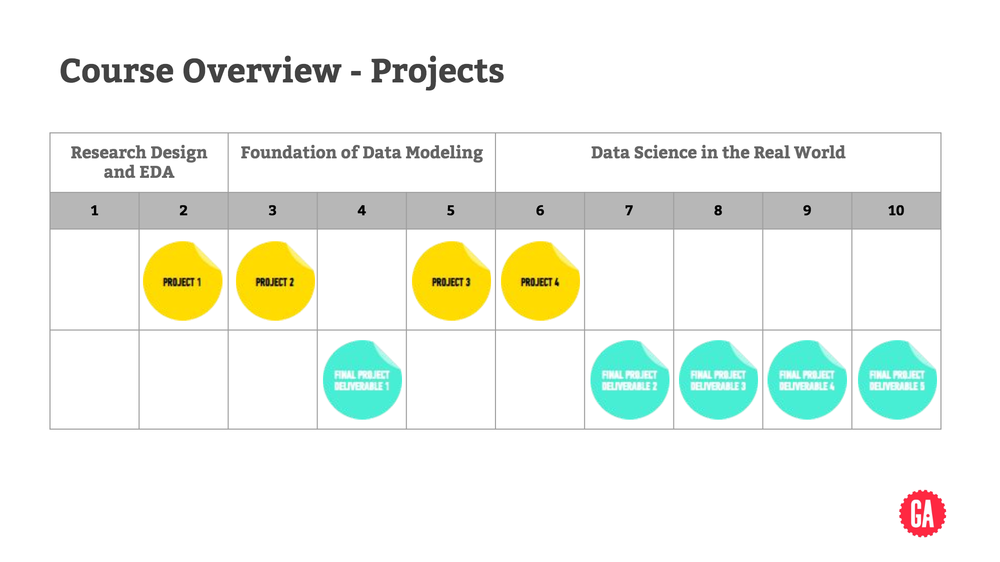 Course Overview - Projects
Research Design
and EDA
Foundation of Data Modeling
Data Science in the Real World
1 2 3 4 5 6 7 8 9 10
PROJECT 1
PROJECT 2
PROJECT 3
PROJECT 4
FINAL PROJECT
DELIVERABLE 1
FINAL PROJECT
DELIVERABLE 2
FINAL PROJECT
DELIVERABLE 3
FINAL PROJECT
DELIVERABLE 4
FINAL PROJECT
DELIVERABLE 5
GA